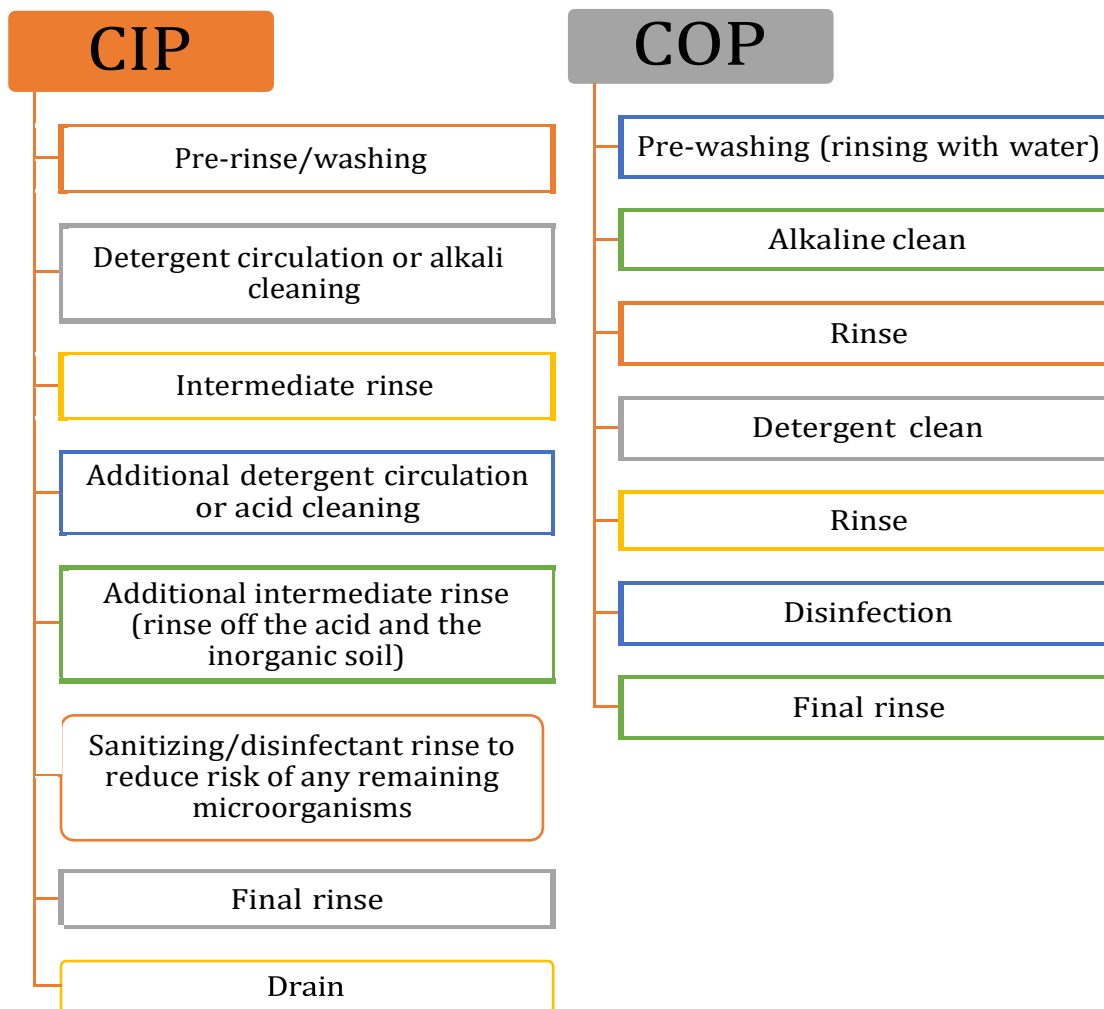 CIP
Pre-rinse/washing
Detergent circulation or alkali
cleaning
Intermediate rinse
Additional detergent circulation
or acid cleaning
Additional intermediate rinse
(rinse off the acid and the
inorganic soil)
Sanitizing/disinfectant rinse to
reduce risk of any remaining
microorganisms
Final rinse
Drain
COP
Pre-washing (rinsing with water)
Alkaline clean
Rinse
Detergent clean
Rinse
Disinfection
Final rinse